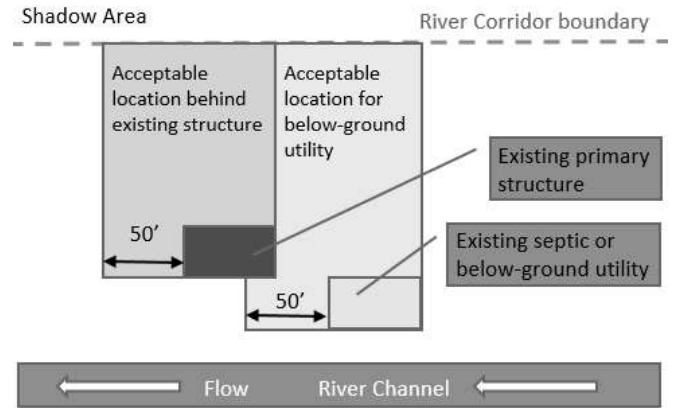 Shadow Area
River Corridor boundary
Acceptable
location behind
existing structure
Acceptable
location for
below-ground
utility
Existing primary
structure
50’
Existing septic or
below-ground utility
50’
Flow
River Channel